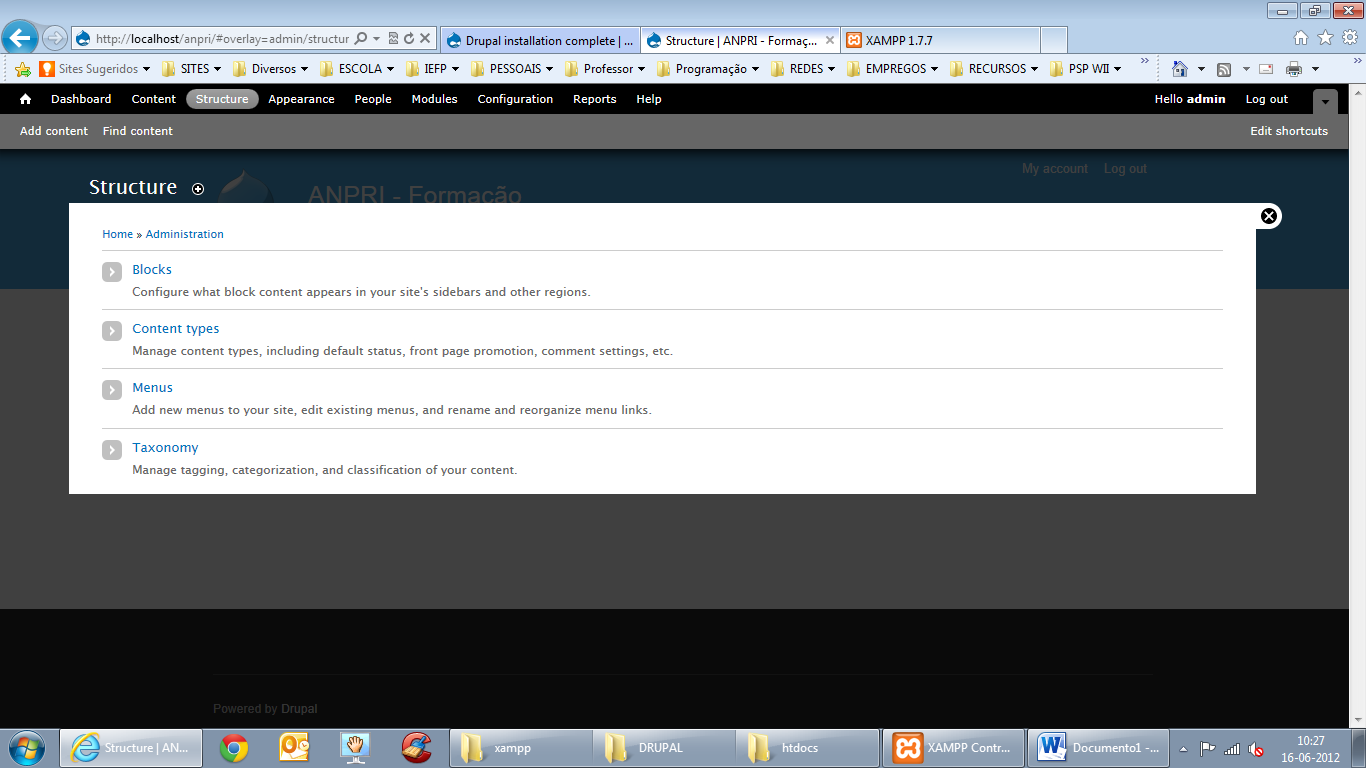 http://localhost/anpri/#overlay=admin/structur
Drupal installation complete | ...
Structure | ANPRI - Formaç...
XAMPP 1.7.7
Sites Sugeridos
SITES
Diversos
ESCOLA
IEFP
PESSOAIS
Professor
Programação
REDES
EMPREGOS
RECURSOS
PSP WII
Dashboard
Content
Structure
Appearance
People
Modules
Configuration
Reports
Help
Hello admin
Log out
Add content
Find content
Edit shortcuts
My account
Log out
Structure
ANPRI - Formação
Home » Administration
Blocks
Configure what block content appears in your site's sidebars and other regions.
Content types
Manage content types, including default status, front page promotion, comment settings, etc.
Menus
Add new menus to your site, edit existing menus, and rename and reorganize menu links.
Taxonomy
Manage tagging, categorization, and classification of your content.
Powered by Drupal
Structure | AN...
xampp
DRUPAL
htdocs
XAMPP Contr...
Documento1 -...
10:27
16-06-2012